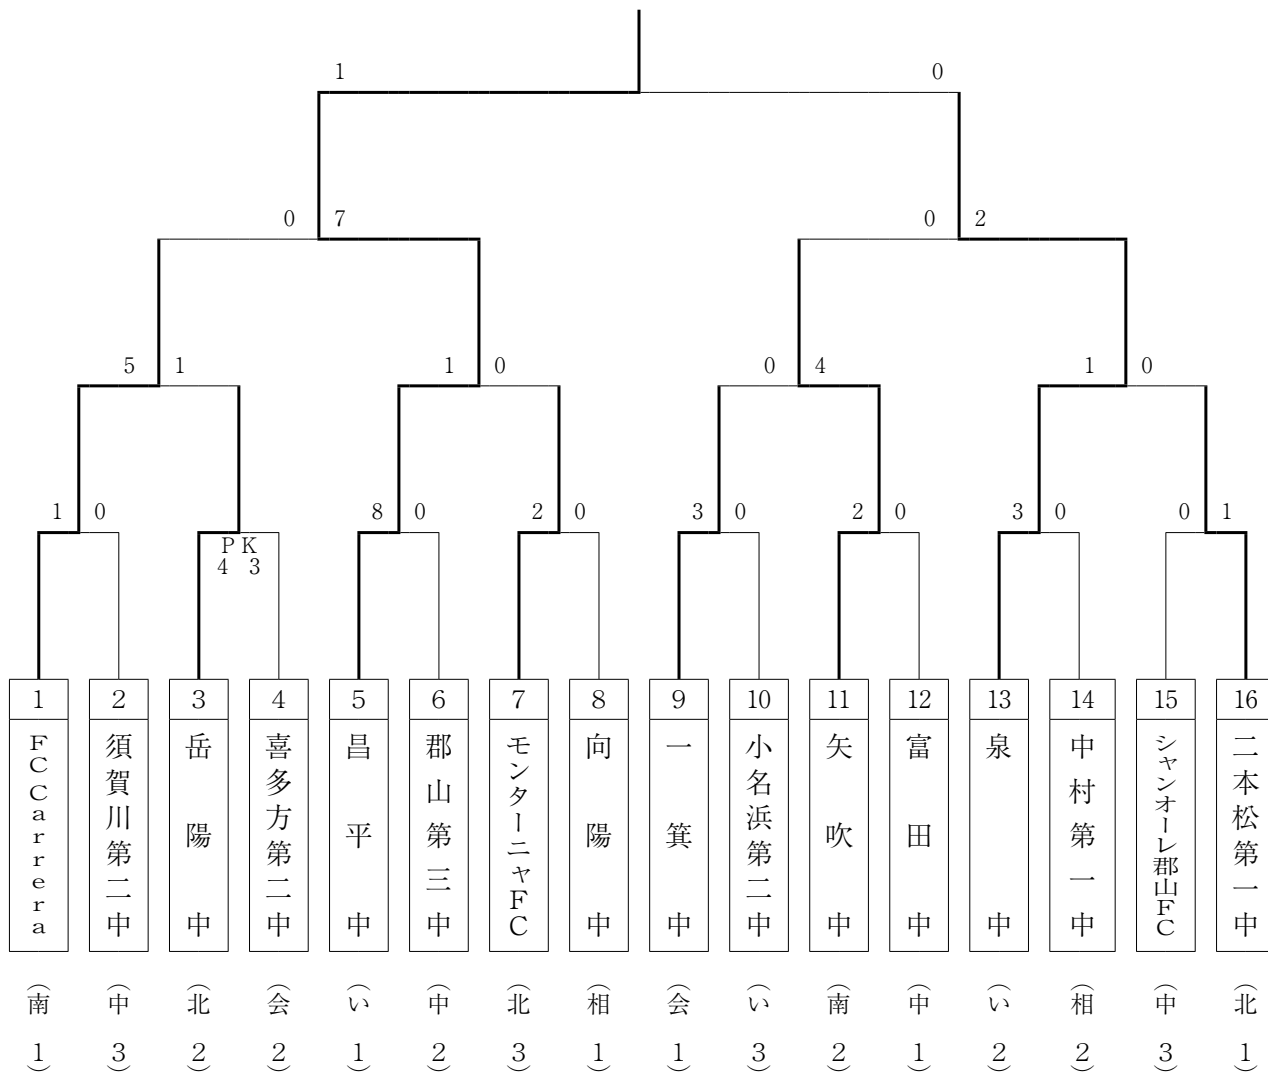 1 0
0 7 0 2
5 1 1 0 0 4 1 0
1 0 8 0 2 0 3 0 2 0 3 0 0 1
PK
4 3
1 2 3 4 5 6 7 8 9 10 11 12 13 14 15 16
FC Carrera
須賀川第二中
岳陽中
喜多方第二中
昌平中
郡山第三中
モンターニャFC
向陽中
一箕中
小名浜第二中
矢吹中
富田中
泉中
中村第一中
シャンオーレ郡山FC
二本松第一中
(南1)
(中3)
(北2)
(会2)
(い1)
(中2)
(北3)
(相1)
(会1)
(い3)
(南2)
(中1)
(い2)
(相2)
(中3)
(北1)